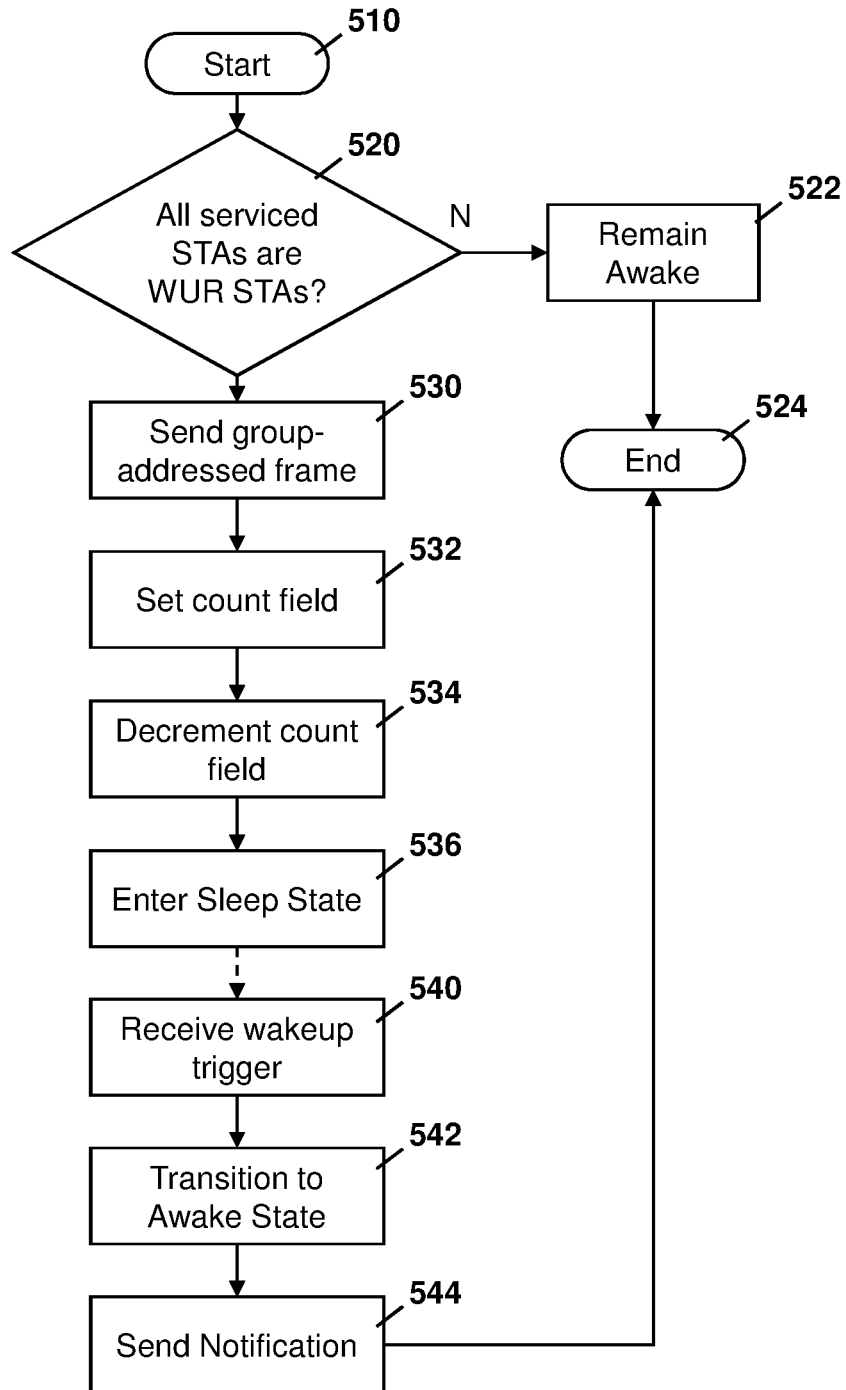 510
Start
520
All serviced
STAs are
WUR STAs?
N
522
Remain
Awake
524
End
530
Send group-
addressed frame
532
Set count field
534
Decrement count
field
536
Enter Sleep State
540
Receive wakeup
trigger
542
Transition to
Awake State
544
Send Notification